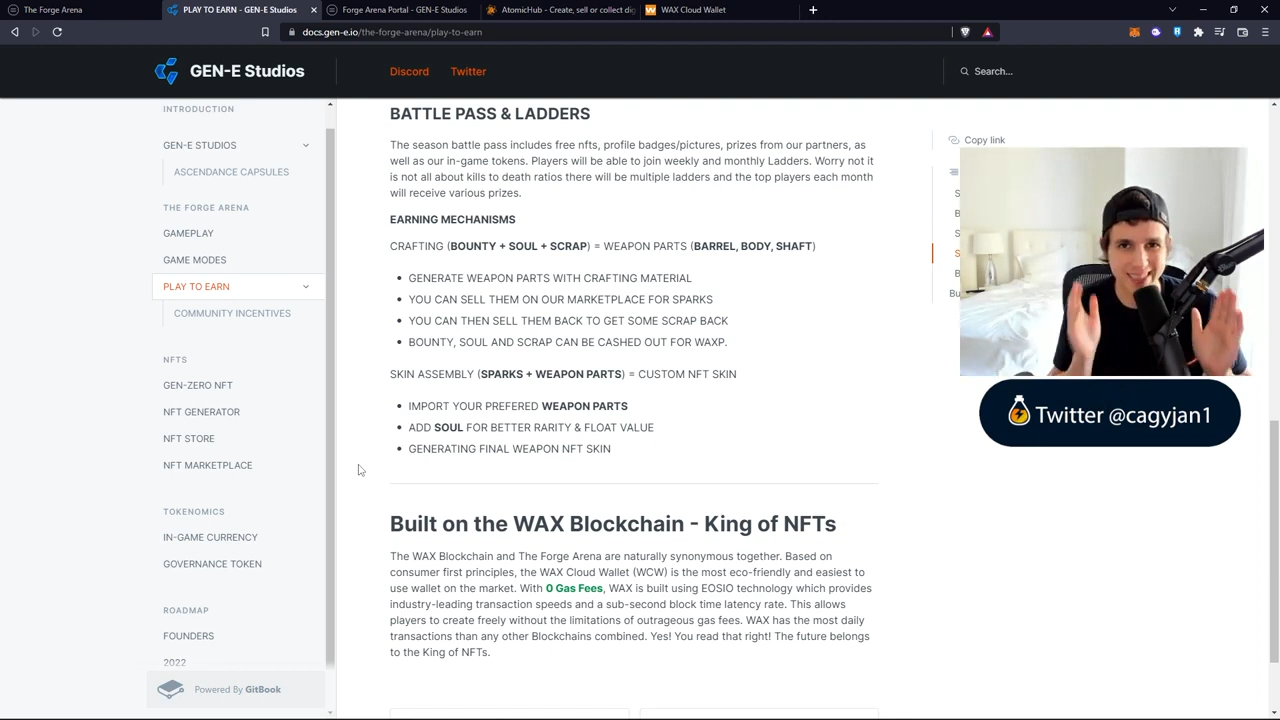 The Forge Arena
PLAY TO EARN - GEN-E Studios
Forge Arena Portal - GEN-E Studios
AtomicHub - Create, sell or collect dig
WAX Cloud Wallet
docs.gen-e.io/the-forge-arena/play-to-earn
GEN-E Studios
Discord
Twitter
Search...
INTRODUCTION
GEN-E STUDIOS
ASCENDANCE CAPSULES
THE FORGE ARENA
GAMEPLAY
GAME MODES
PLAY TO EARN
COMMUNITY INCENTIVES
NFTS
GEN-ZERO NFT
NFT GENERATOR
NFT STORE
NFT MARKETPLACE
TOKENOMICS
IN-GAME CURRENCY
GOVERNANCE TOKEN
ROADMAP
FOUNDERS
2022
Powered By GitBook
BATTLE PASS & LADDERS
The season battle pass includes free nfts, profile badges/pictures, prizes from our partners, as
well as our in-game tokens. Players will be able to join weekly and monthly Ladders. Worry not it
is not all about kills to death ratios there will be multiple ladders and the top players each month
will receive various prizes.
EARNING MECHANISMS
CRAFTING (BOUNTY + SOUL + SCRAP) = WEAPON PARTS (BARREL, BODY, SHAFT)
• GENERATE WEAPON PARTS WITH CRAFTING MATERIAL
• YOU CAN SELL THEM ON OUR MARKETPLACE FOR SPARKS
• YOU CAN THEN SELL THEM BACK TO GET SOME SCRAP BACK
• BOUNTY, SOUL AND SCRAP CAN BE CASHED OUT FOR WAXP.
SKIN ASSEMBLY (SPARKS + WEAPON PARTS) = CUSTOM NFT SKIN
• IMPORT YOUR PREFERED WEAPON PARTS
• ADD SOUL FOR BETTER RARITY & FLOAT VALUE
• GENERATING FINAL WEAPON NFT SKIN
Built on the WAX Blockchain - King of NFTs
The WAX Blockchain and The Forge Arena are naturally synonymous together. Based on
consumer first principles, the WAX Cloud Wallet (WCW) is the most eco-friendly and easiest to
use wallet on the market. With 0 Gas Fees, WAX is built using EOSIO technology which provides
industry-leading transaction speeds and a sub-second block time latency rate. This allows
players to create freely without the limitations of outrageous gas fees. WAX has the most daily
transactions than any other Blockchains combined. Yes! You read that right! The future belongs
to the King of NFTs.
Copy link
S
B
S
S
B
Bu
Twitter @cagyjan1